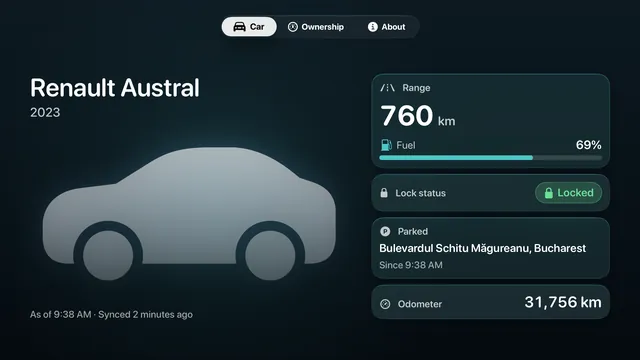 Car
Ownership
About
Renault Austral
2023
As of 9:38 AM · Synced 2 minutes ago
Range
760 km
Fuel
69%
Lock status
Locked
P
Parked
Bulevardul Schitu Măgureanu, Bucharest
Since 9:38 AM
Odometer
31,756 km